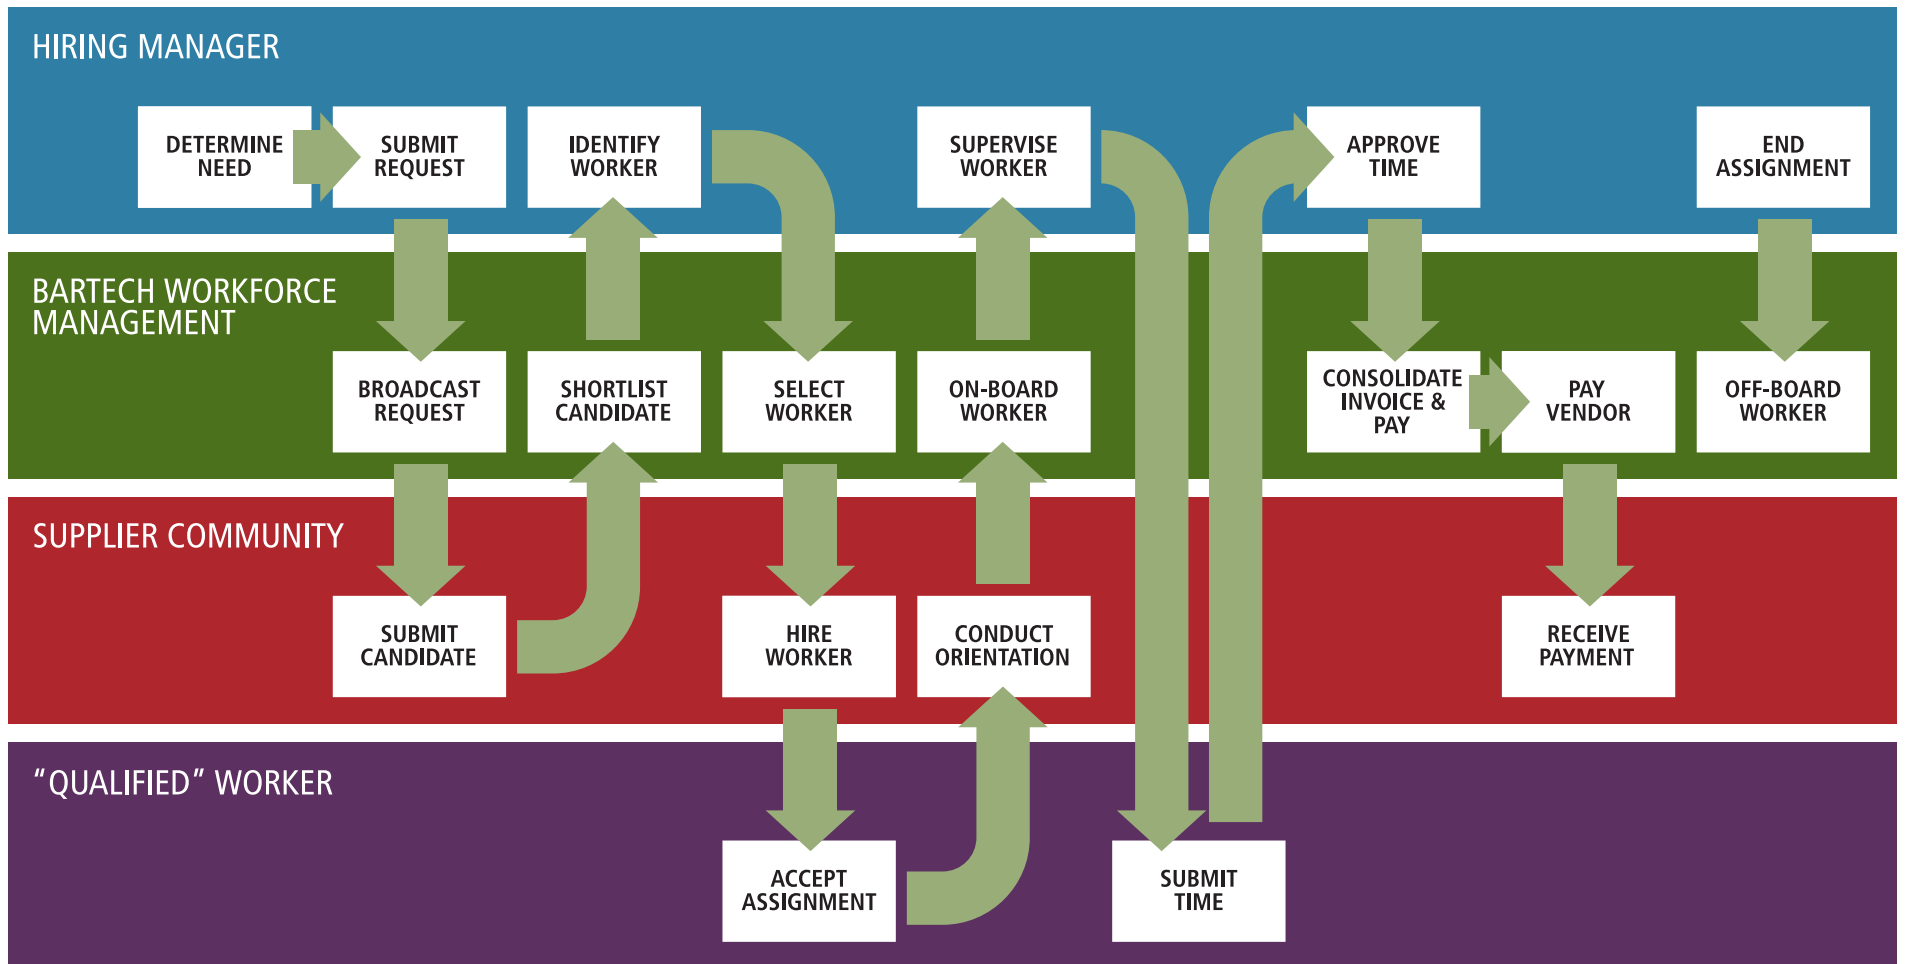 HIRING MANAGER
DETERMINE
NEED
SUBMIT
REQUEST
IDENTIFY
WORKER
SUPERVISE
WORKER
APPROVE
TIME
END
ASSIGNMENT
BARTECH WORKFORCE
MANAGEMENT
BROADCAST
REQUEST
SHORTLIST
CANDIDATE
SELECT
WORKER
ON-BOARD
WORKER
CONSOLIDATE
INVOICE &
PAY
PAY
VENDOR
OFF-BOARD
WORKER
SUPPLIER COMMUNITY
SUBMIT
CANDIDATE
HIRE
WORKER
CONDUCT
ORIENTATION
RECEIVE
PAYMENT
“QUALIFIED” WORKER
ACCEPT
ASSIGNMENT
SUBMIT
TIME